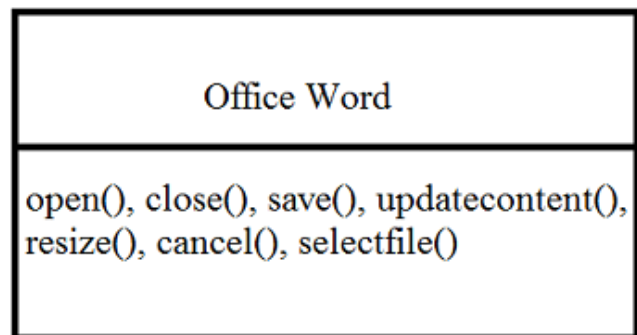 Office Word
open(), close(), save(), updatecontent(),
resize(), cancel(), selectfile()